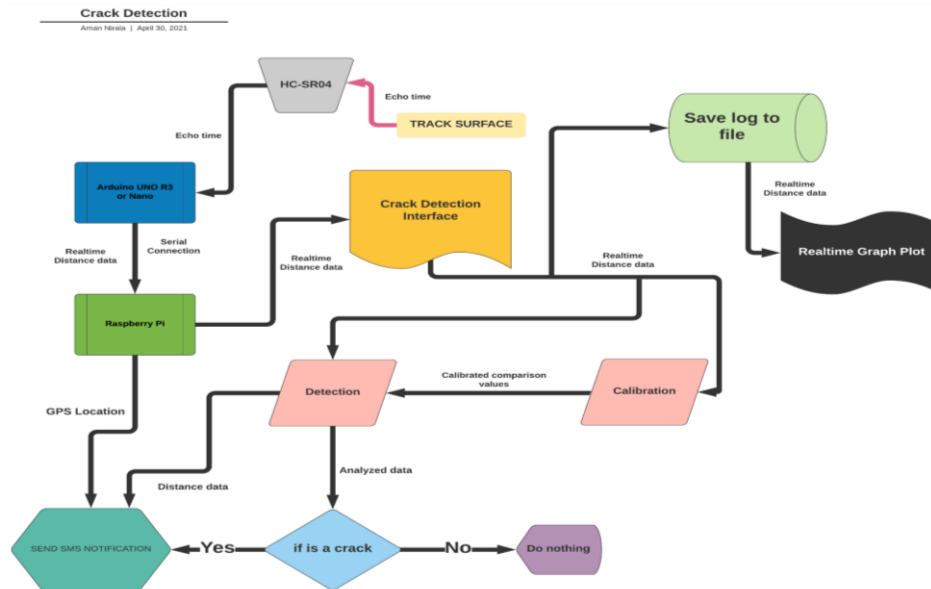 Crack Detection
Aman Nirala | April 30, 2021
HC-SR04
Echo time
TRACK SURFACE
Echo time
Save log to
file
Arduino UNO R3
or Nano
Crack Detection
Interface
Realtime
Distance data
Realtime
Distance data
Serial
Connection
Realtime
Distance data
Realtime
Distance data
Realtime Graph Plot
Raspberry Pi
Calibrated comparison
values
Detection
Calibration
GPS Location
Analyzed data
Distance data
SEND SMS NOTIFICATION
Yes
if is a crack
No
Do nothing